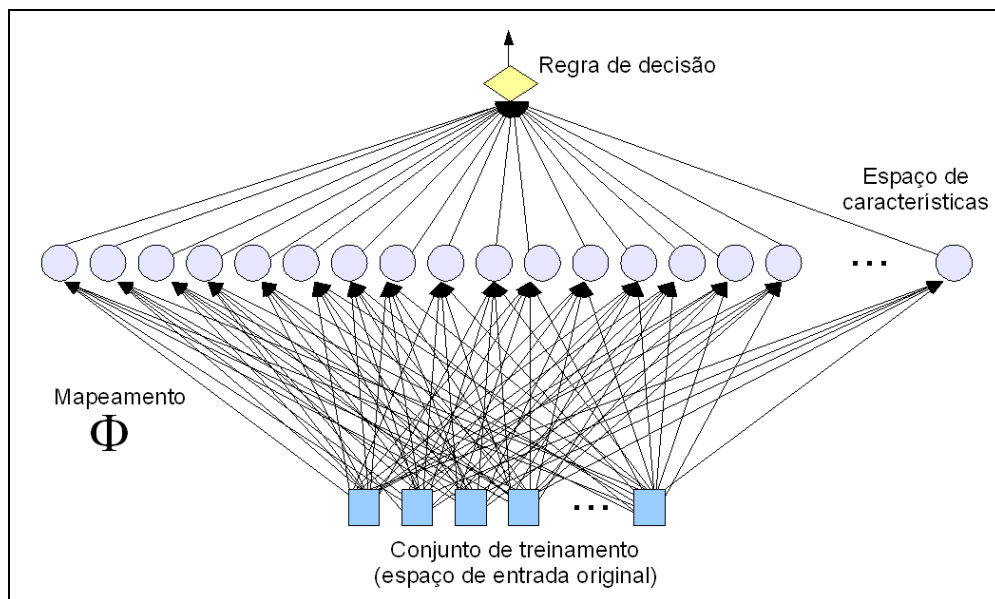 Regra de decisão
Espaço de
características
...
Mapeamento
Φ
...
Conjunto de treinamento
(espaço de entrada original)